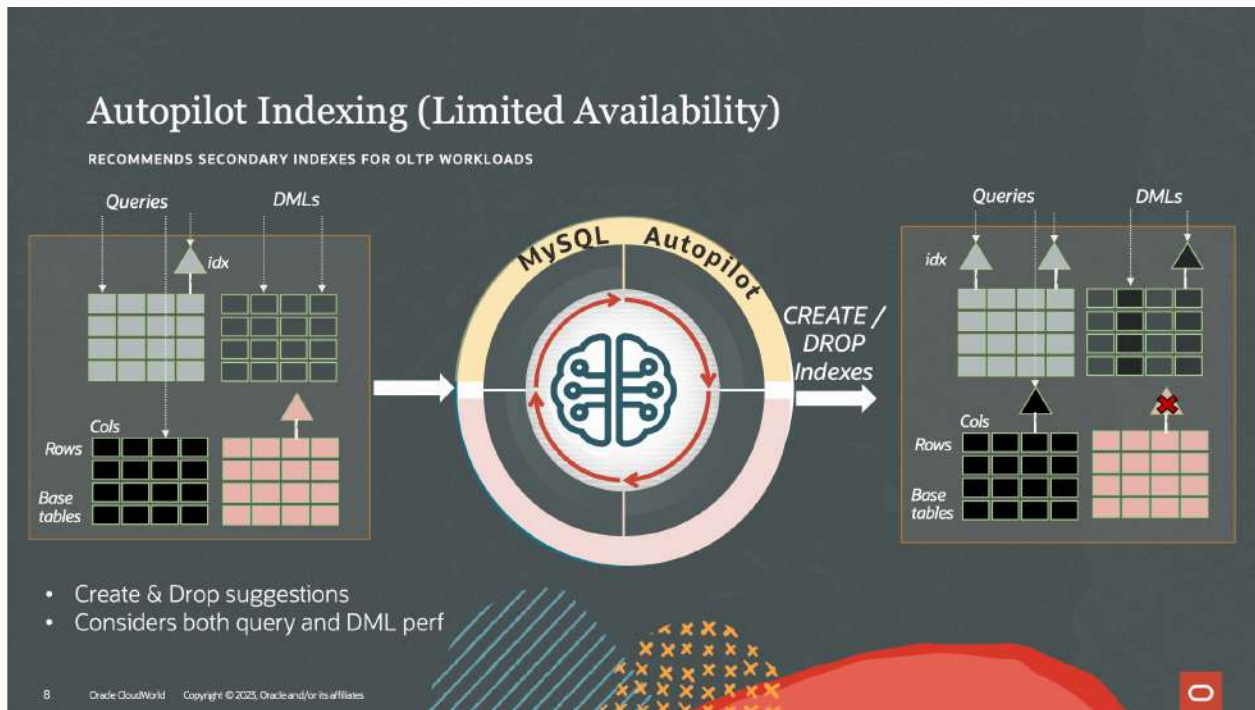 Autopilot Indexing (Limited Availability)
RECOMMENDS SECONDARY INDEXES FOR OLTP WORKLOADS
Queries
DMLs
idx
Cols
Rows
Base
tables
MySQL Autopilot
CREATE /
DROP
Indexes
Queries
DMLs
idx
Cols
Rows
Base
tables
• Create & Drop suggestions
• Considers both query and DML perf
8 Oracle CloudWorld Copyright © 2023, Oracle and/or its affiliates